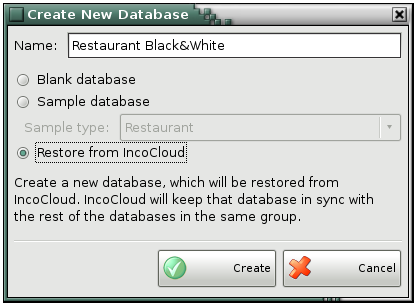 Create New Database
Name: Restaurant Black&White
Blank database
Sample database
Sample type: Restaurant
Restore from IncoCloud
Create a new database, which will be restored from
IncoCloud. IncoCloud will keep that database in sync with
the rest of the databases in the same group.
Create Cancel